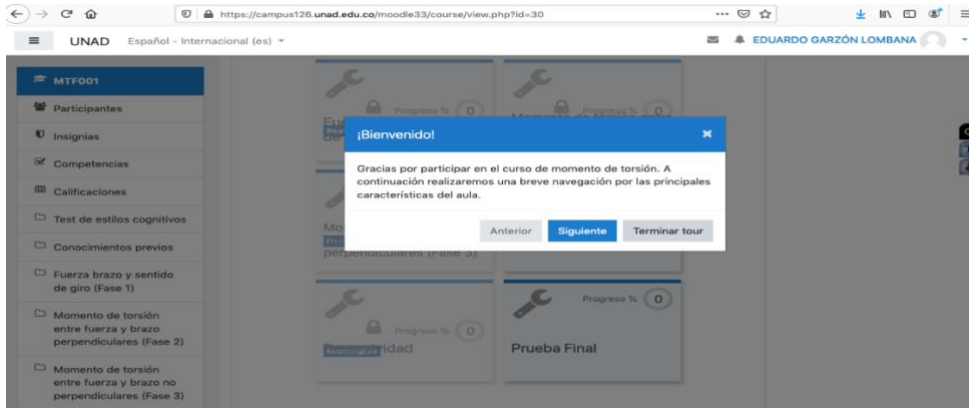 https://campus126.unad.edu.co/moodle33/course/view.php?id=30
UNAD Español - Internacional (es)
EDUARDO GARZÓN LOMBANA
MTF001
Participantes
Insignias
Competencias
Calificaciones
Test de estilos cognitivos
Conocimientos previos
Fuerza brazo y sentido
de giro (Fase 1)
Momento de torsión
entre fuerza y brazo
perpendiculares (Fase 2)
Momento de torsión
entre fuerza y brazo no
perpendiculares (Fase 3)
Progreso % 0
Progreso % 0
¡Bienvenido!
Gracias por participar en el curso de momento de torsión. A
continuación realizaremos una breve navegación por las principales
características del aula.
Anterior Siguiente Terminar tour
perpendiculares (Fase 3)
Progreso % 0
Progreso % 0
Prueba Final